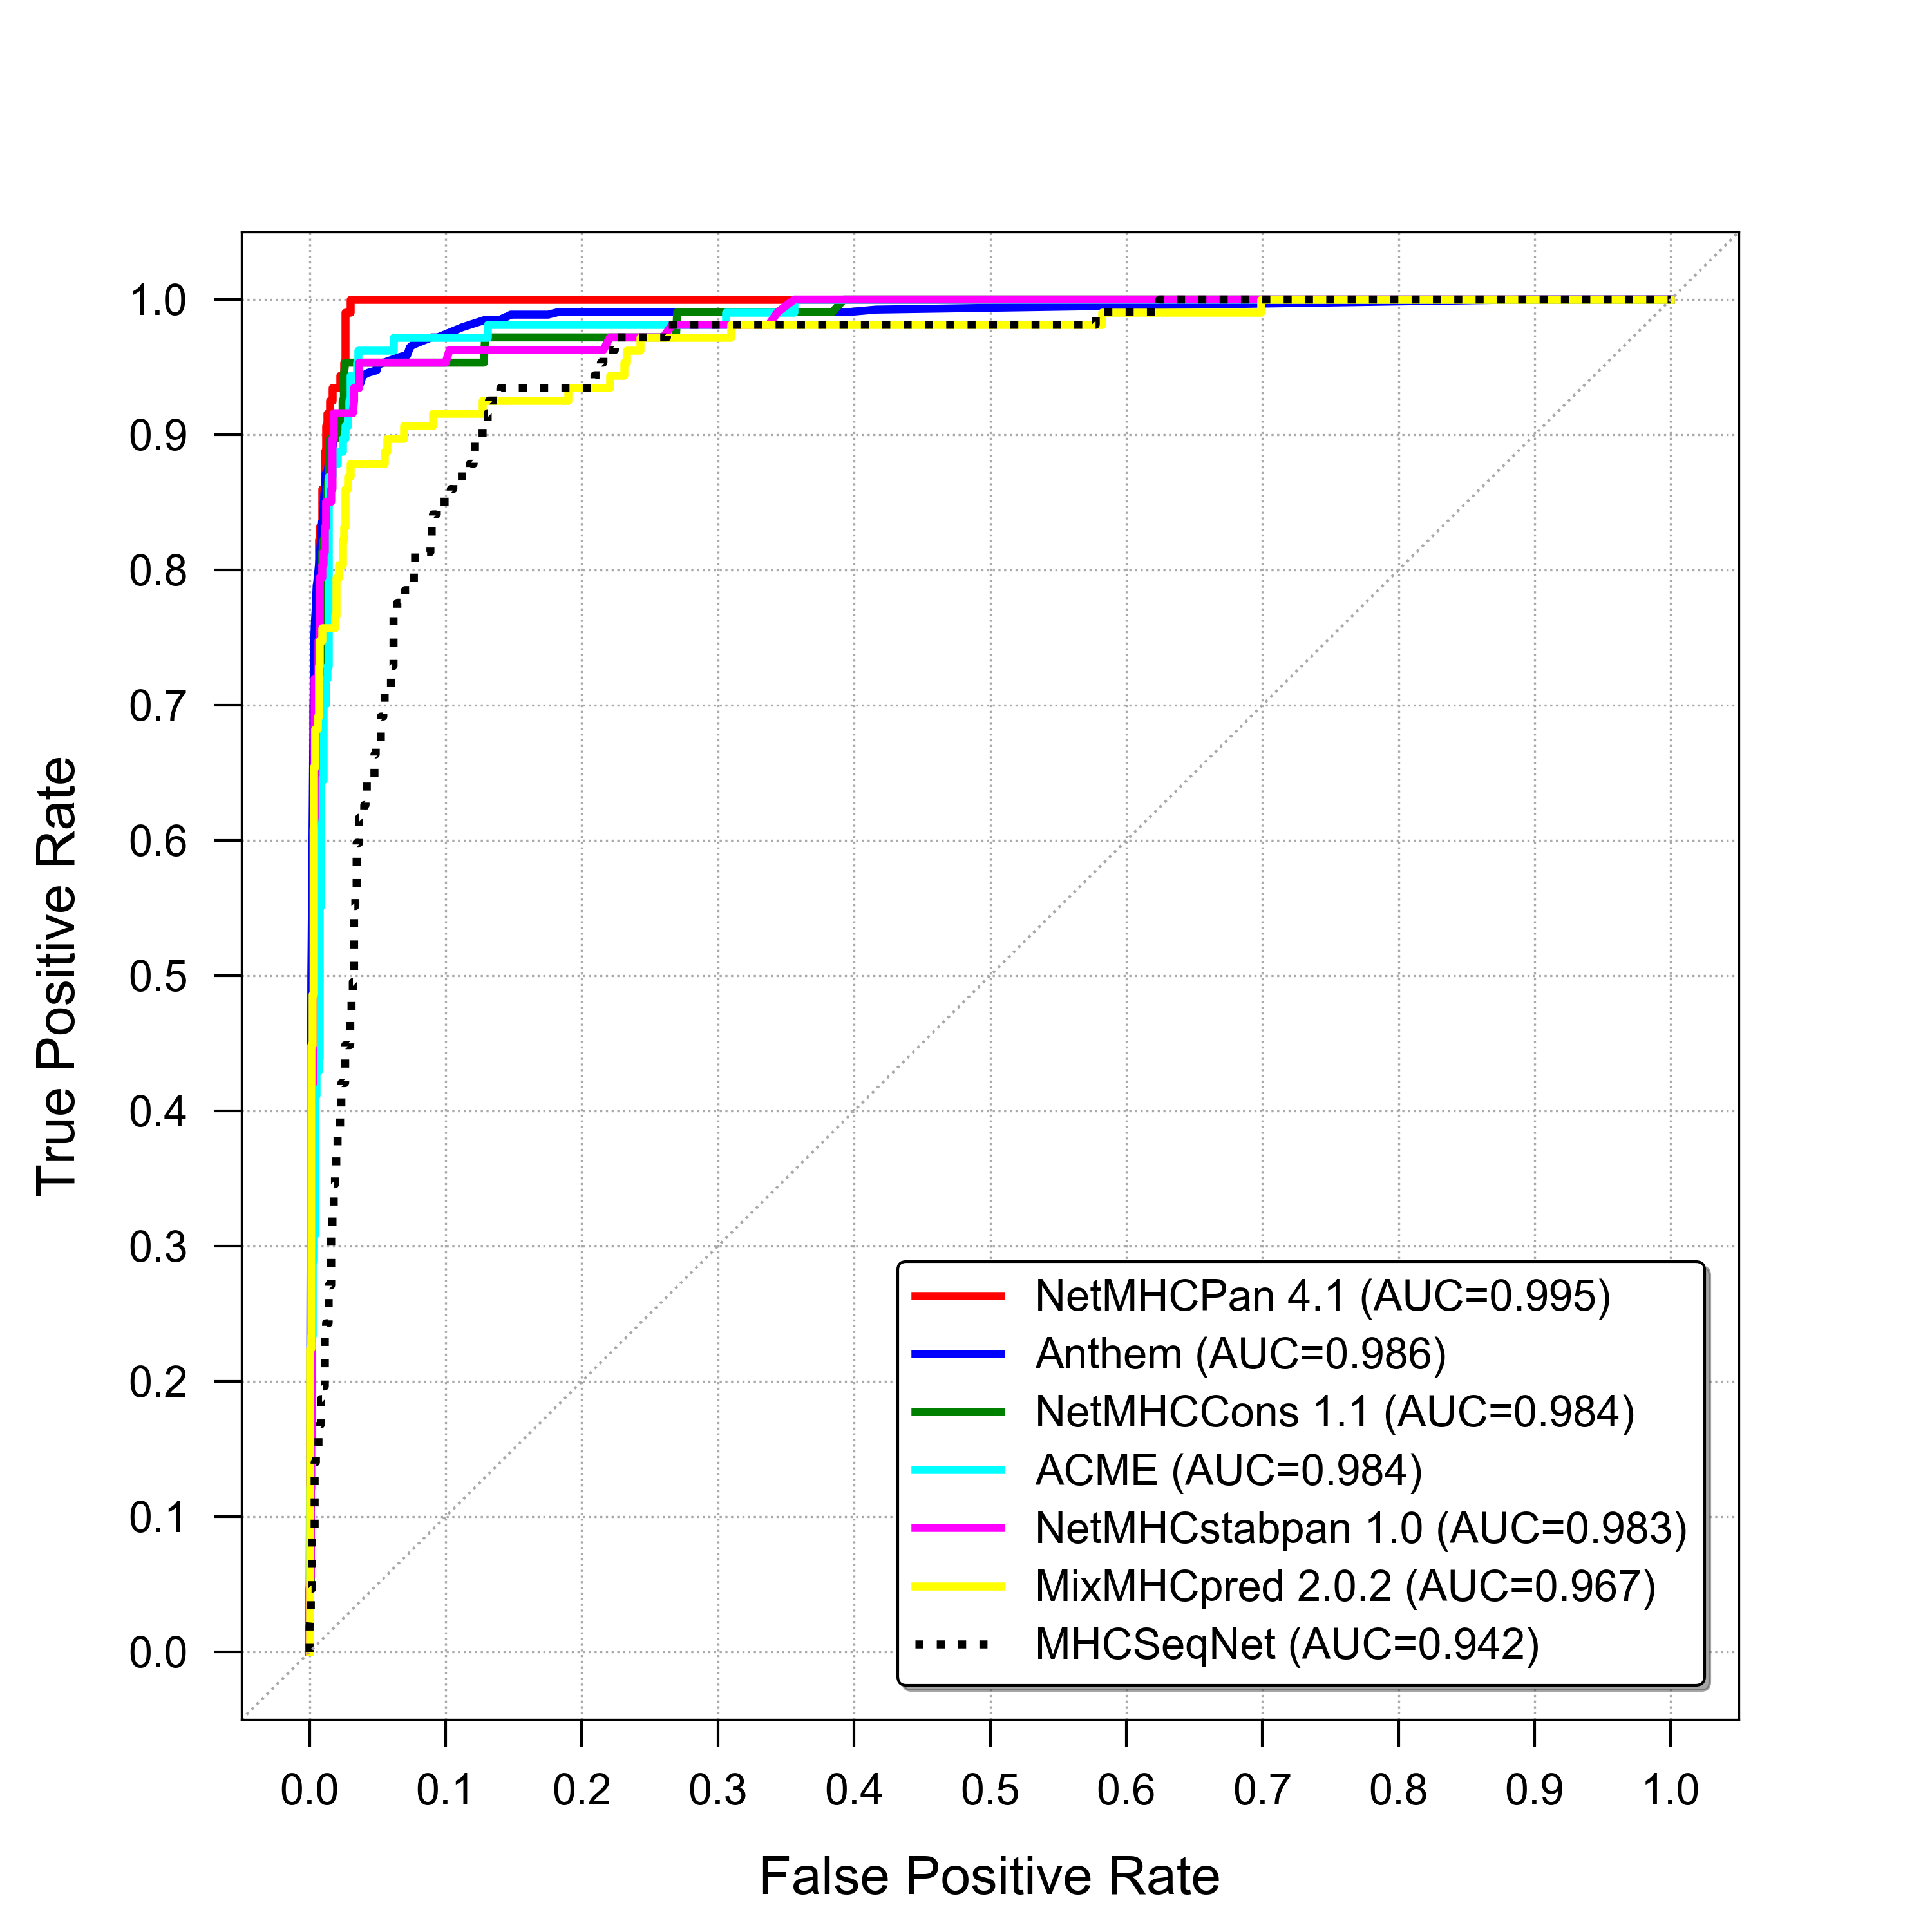 1.0
0.9
0.8
0.7
0.6
0.5
0.4
0.3
0.2
0.1
0.0
True Positive Rate
NetMHCPan 4.1 (AUC=0.995)
Anthem (AUC=0.986)
NetMHCCons 1.1 (AUC=0.984)
ACME (AUC=0.984)
NetMHCstabpan 1.0 (AUC=0.983)
MixMHCpred 2.0.2 (AUC=0.967)
MHCSeqNet (AUC=0.942)
0.0 0.1 0.2 0.3 0.4 0.5 0.6 0.7 0.8 0.9 1.0
False Positive Rate